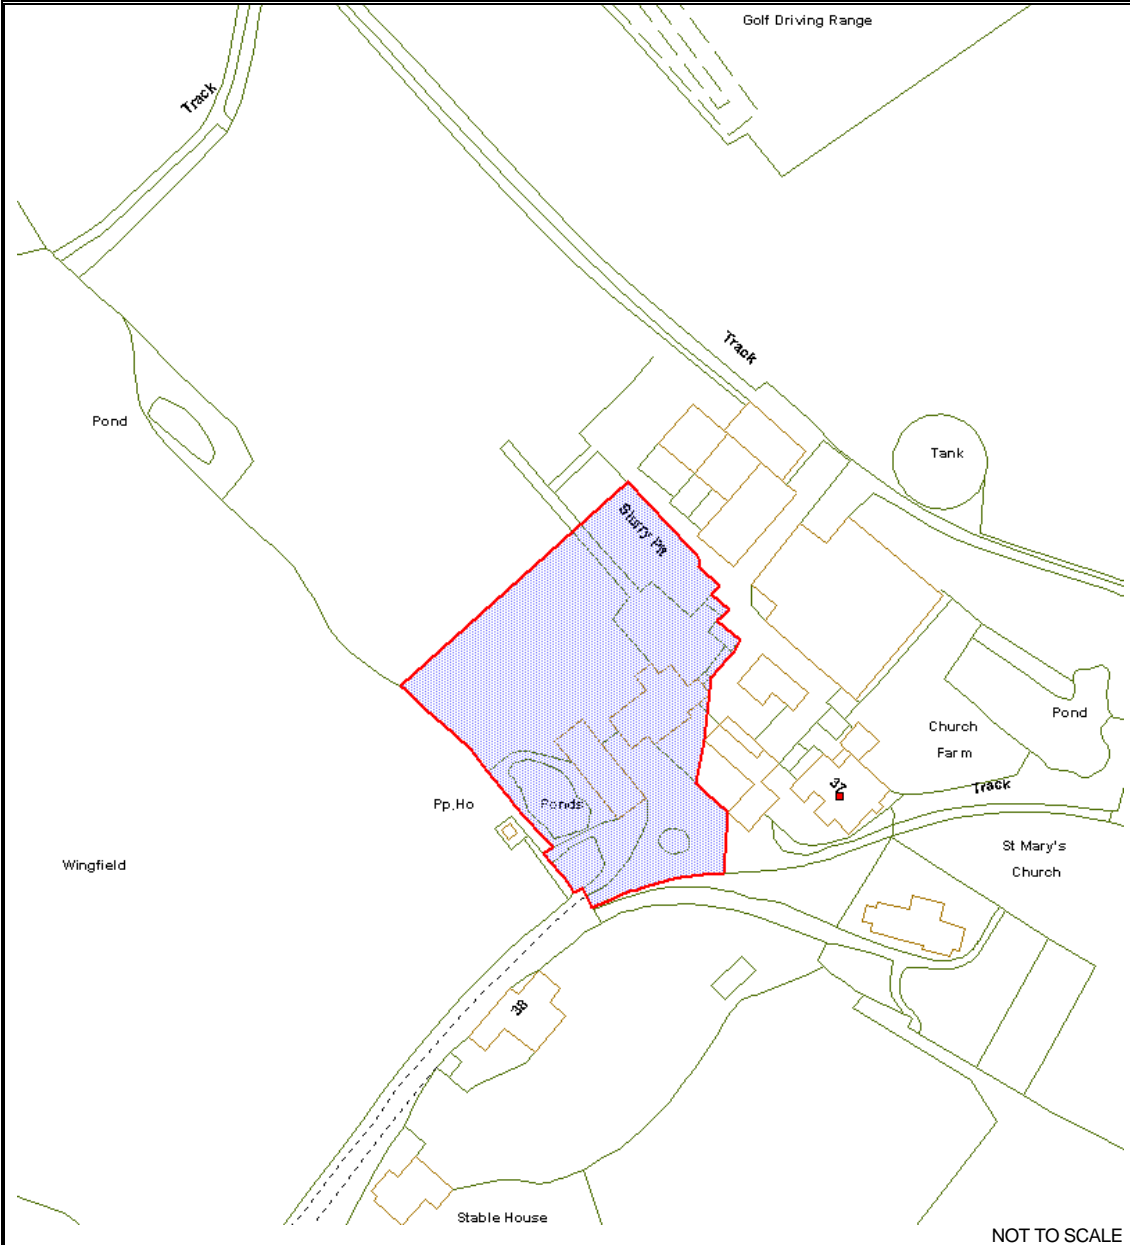 Golf Driving Range
Track
Track
Pond
Tank
Slurry Pit
Church
Farm
Pond
37
Track
Pp,Ho
Ponds
St Mary's
Church
Wingfield
38
Stable House
NOT TO SCALE